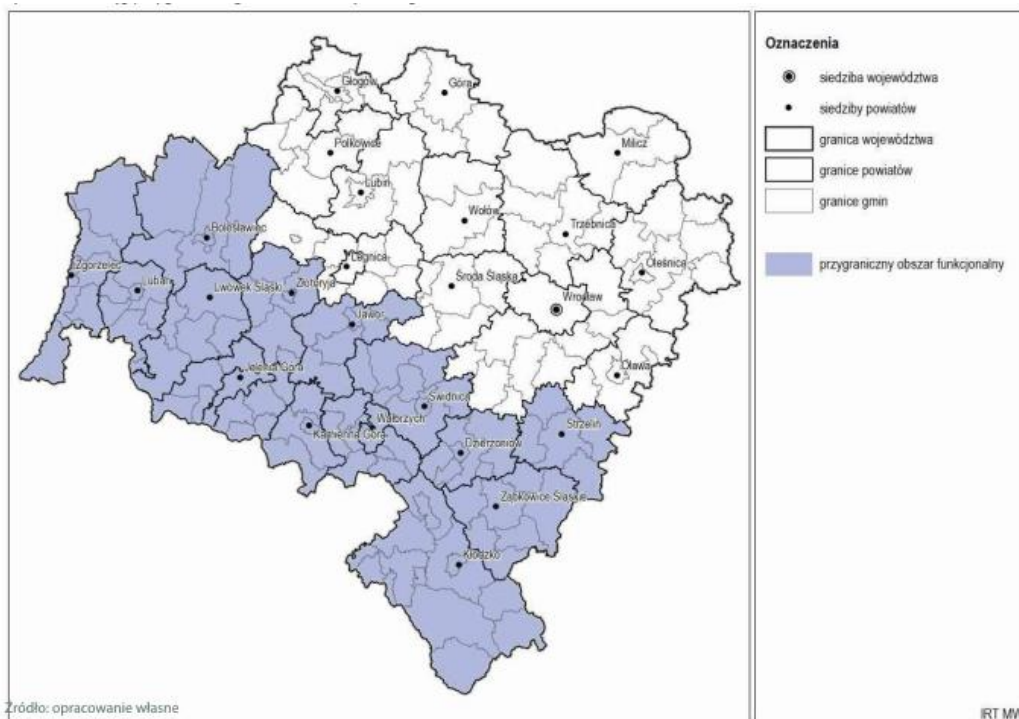 Głogów
Góra
Polkowice
Milicz
Lubin
Wołów
Trzebnica
Bolesławiec
Legnica
Oleśnica
Zgorzelec
Lubań
Lwówek Śląski
Złotoryja
Środa Śląska
Wrocław
Jawor
Jelenia Góra
Oława
Świdnica
Kamienna Góra
Wałbrzych
Strzelin
Dzierżoniów
Ząbkowice Śląskie
Kłodzko
Źródło: opracowanie własne
Oznaczenia
siedziba województwa
siedziby powiatów
granica województwa
granice powiatów
granice gmin
przygraniczny obszar funkcjonalny